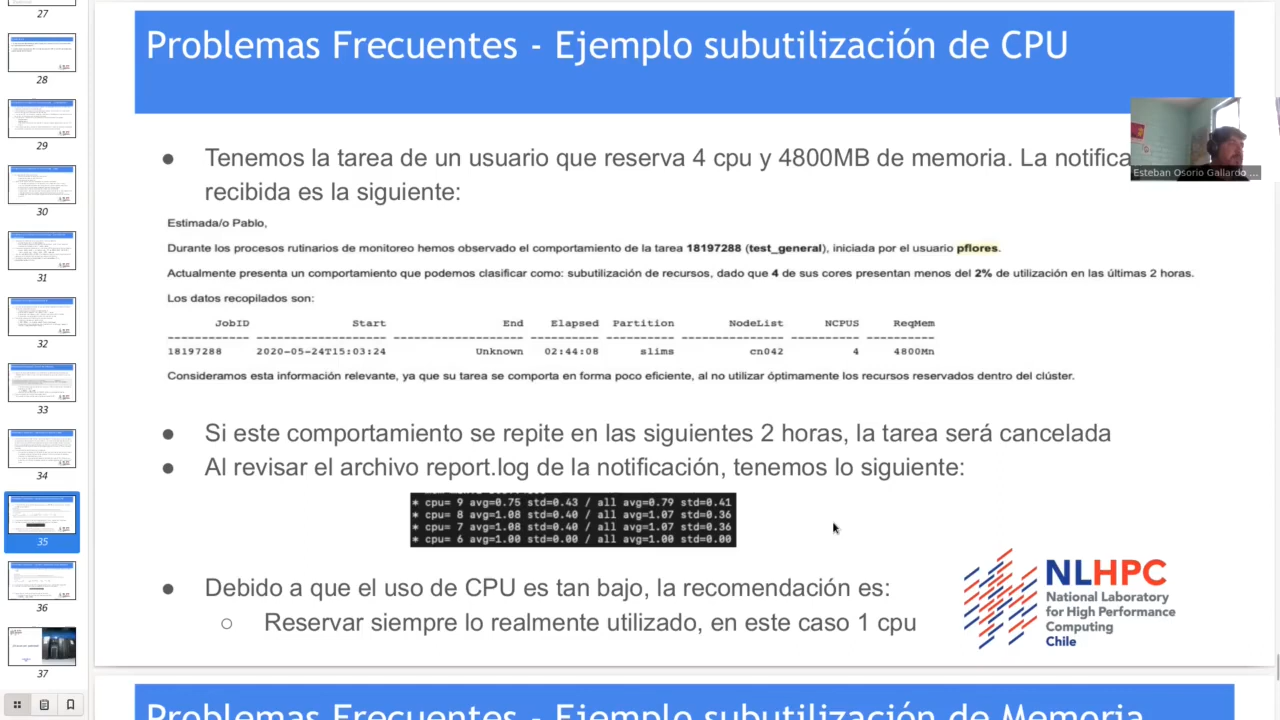 27
28
29
30
31
32
33
34
35
36
37
Problemas Frecuentes - Ejemplo subutilización de CPU
● Tenemos la tarea de un usuario que reserva 4 cpu y 4800MB de memoria. La notifica
recibida es la siguiente:
Esteban Osorio Gallardo ...
Estimada/o Pablo,
Durante los procesos rutinarios de monitoreo hemos observado el comportamiento de la tarea 18197288 (test_general), iniciada por el usuario pflores.
Actualmente presenta un comportamiento que podemos clasificar como: subutilización de recursos, dado que 4 de sus cores presentan menos del 2% de utilización en las últimas 2 horas.
Los datos recopilados son:
JobID Start End Elapsed Partition NodeList NCPUS ReqMem
------------ ------------------- ------------------- ---------- ---------- --------------- ---------- ----------
18197288 2020-05-24T15:03:24 Unknown 02:44:08 slims cn042 4 4800Mn
Consideramos esta información relevante, ya que su tarea se comporta en forma poco eficiente, al no utilizar óptimamente los recursos reservados dentro del clúster.
● Si este comportamiento se repite en las siguientes 2 horas, la tarea será cancelada
● Al revisar el archivo report.log de la notificación, tenemos lo siguiente:
* cpu= 9 avg=0.75 std=0.43 / all avg=0.79 std=0.41
* cpu= 8 avg=1.08 std=0.40 / all avg=1.07 std=0.36
* cpu= 7 avg=1.08 std=0.40 / all avg=1.07 std=0.36
* cpu= 6 avg=1.00 std=0.00 / all avg=1.00 std=0.00
● Debido a que el uso de CPU es tan bajo, la recomendación es:
○ Reservar siempre lo realmente utilizado, en este caso 1 cpu
NLHPC
National Laboratory
for High Performance
Computing
Chile
Problemas Frecuentes - Ejemplo subutilización de Memoria